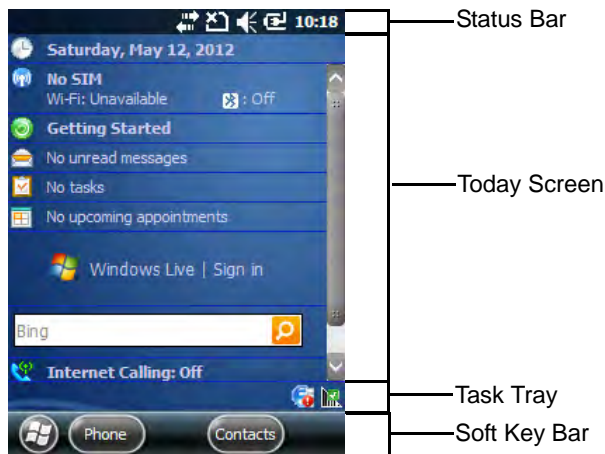 10:18
Status Bar
Saturday, May 12, 2012
No SIM
Wi-Fi: Unavailable : Off
Getting Started
No unread messages
No tasks
Today Screen
No upcoming appointments
Windows Live | Sign in
Bing
Internet Calling: Off
Task Tray
Phone Contacts
Soft Key Bar